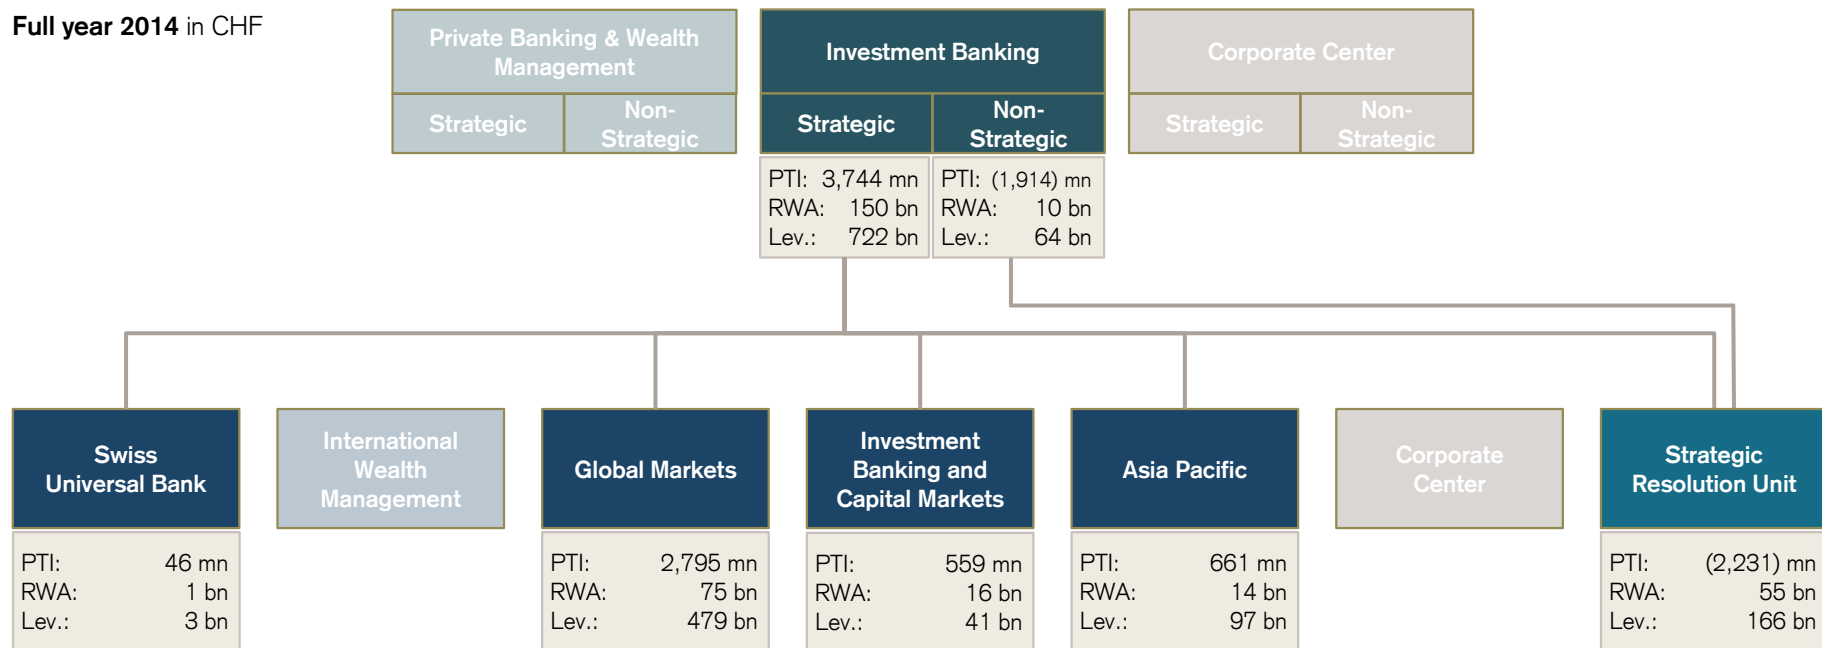 Full year 2014 in CHF
Private Banking & Wealth
Management
Strategic
Non-
Strategic
Investment Banking
Strategic
Non-
Strategic
Corporate Center
Strategic
Non-
Strategic
PTI: 3,744 mn
RWA: 150 bn
Lev.: 722 bn
PTI: (1,914) mn
RWA: 10 bn
Lev.: 64 bn
Swiss
Universal Bank
International
Wealth
Management
Global Markets
Investment
Banking and
Capital Markets
Asia Pacific
Corporate
Center
Strategic
Resolution Unit
PTI: 46 mn
RWA: 1 bn
Lev.: 3 bn
PTI: 2,795 mn
RWA: 75 bn
Lev.: 479 bn
PTI: 559 mn
RWA: 16 bn
Lev.: 41 bn
PTI: 661 mn
RWA: 14 bn
Lev.: 97 bn
PTI: (2,231) mn
RWA: 55 bn
Lev.: 166 bn